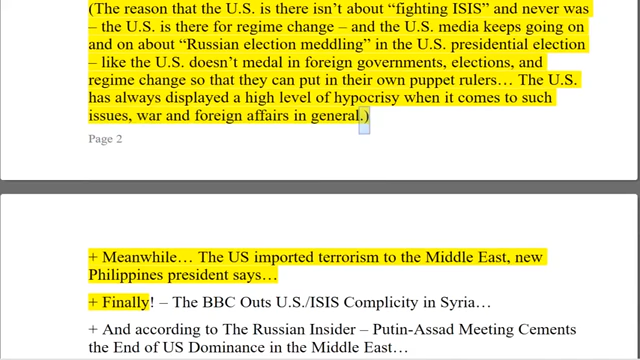 (The reason that the U.S. is there isn't about “fighting ISIS” and never was
– the U.S. is there for regime change – and the U.S. media keeps going on
and on about “Russian election meddling” in the U.S. presidential election
– like the U.S. doesn't medal in foreign governments, elections, and
regime change so that they can put in their own puppet rulers… The U.S.
has always displayed a high level of hypocrisy when it comes to such
issues, war and foreign affairs in general.)
Page 2
+ Meanwhile… The US imported terrorism to the Middle East, new
Philippines president says…
+ Finally! – The BBC Outs U.S./ISIS Complicity in Syria…
+ And according to The Russian Insider – Putin-Assad Meeting Cements
the End of US Dominance in the Middle East…